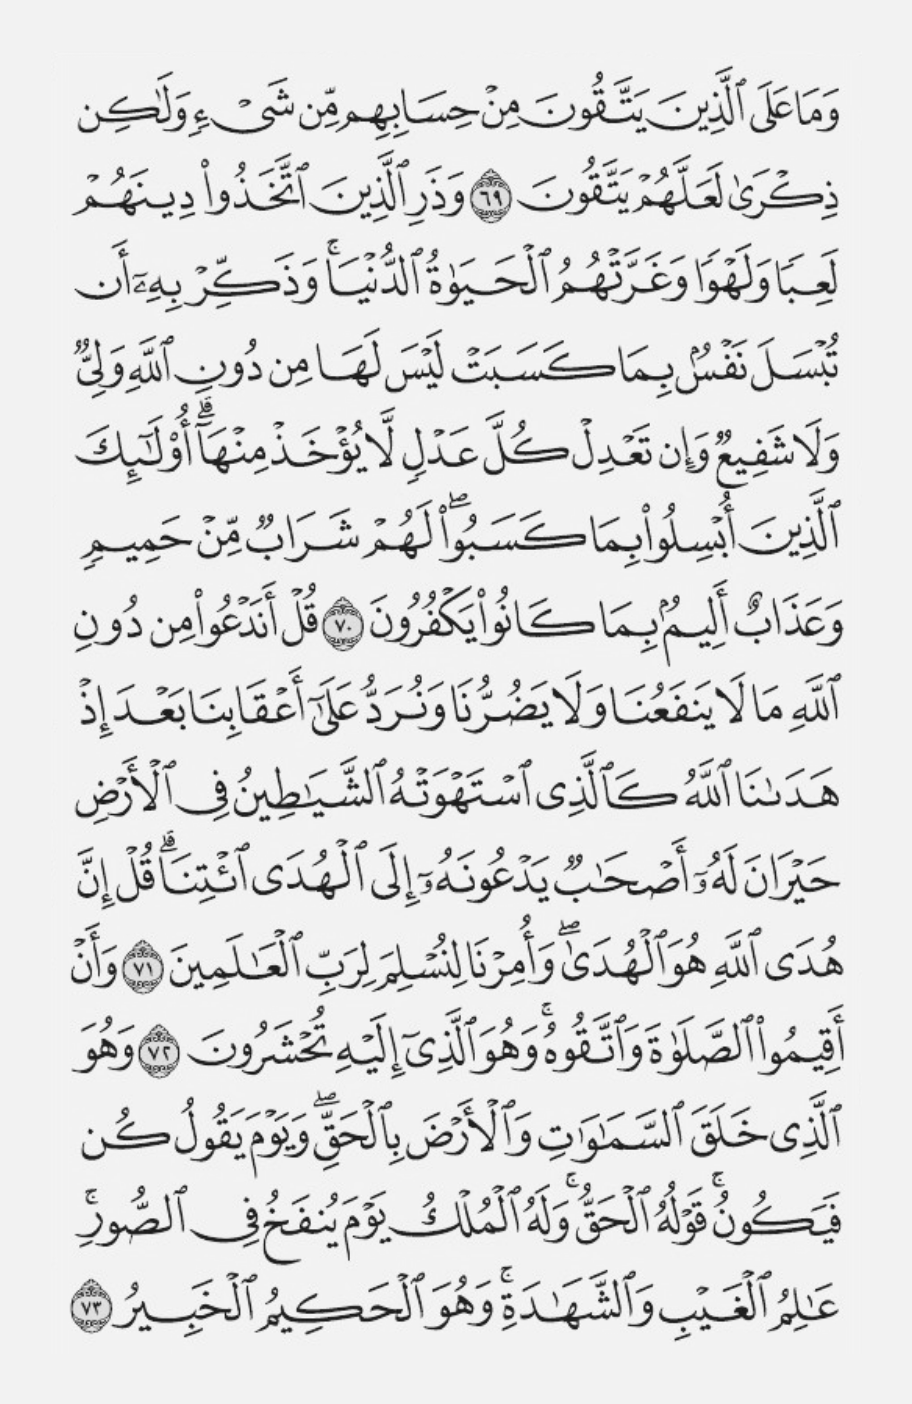 وَمَا عَلَى ٱلَّذِينَ يَتَّقُونَ مِنْ حِسَابِهِم مِّن شَىْءٍ وَلَٰكِن
ذِكْرَىٰ لَعَلَّهُمْ يَتَّقُونَ ٦٩ وَذَرِ ٱلَّذِينَ ٱتَّخَذُوا۟ دِينَهُمْ
لَعِبًا وَلَهْوًا وَغَرَّتْهُمُ ٱلْحَيَوٰةُ ٱلدُّنْيَا ۚ وَذَكِّرْ بِهِۦٓ أَن
تُبْسَلَ نَفْسٌۢ بِمَا كَسَبَتْ لَيْسَ لَهَا مِن دُونِ ٱللَّهِ وَلِىٌّ
وَلَا شَفِيعٌ وَإِن تَعْدِلْ كُلَّ عَدْلٍ لَّا يُؤْخَذْ مِنْهَآ ۗ أُو۟لَٰٓئِكَ
ٱلَّذِينَ أُبْسِلُوا۟ بِمَا كَسَبُوا۟ ۖ لَهُمْ شَرَابٌ مِّنْ حَمِيمٍ
وَعَذَابٌ أَلِيمٌۢ بِمَا كَانُوا۟ يَكْفُرُونَ ٧٠ قُلْ أَنَدْعُوا۟ مِن دُونِ
ٱللَّهِ مَا لَا يَنفَعُنَا وَلَا يَضُرُّنَا وَنُرَدُّ عَلَىٰٓ أَعْقَابِنَا بَعْدَ إِذْ
هَدَىٰنَا ٱللَّهُ كَٱلَّذِى ٱسْتَهْوَتْهُ ٱلشَّيَٰطِينُ فِى ٱلْأَرْضِ
حَيْرَانَ لَهُۥٓ أَصْحَٰبٌ يَدْعُونَهُۥٓ إِلَى ٱلْهُدَى ٱئْتِنَا ۗ قُلْ إِنَّ
هُدَى ٱللَّهِ هُوَ ٱلْهُدَىٰ ۖ وَأُمِرْنَا لِنُسْلِمَ لِرَبِّ ٱلْعَٰلَمِينَ ٧١ وَأَنْ
أَقِيمُوا۟ ٱلصَّلَوٰةَ وَٱتَّقُوهُ ۚ وَهُوَ ٱلَّذِىٓ إِلَيْهِ تُحْشَرُونَ ٧٢ وَهُوَ
ٱلَّذِى خَلَقَ ٱلسَّمَٰوَٰتِ وَٱلْأَرْضَ بِٱلْحَقِّ ۖ وَيَوْمَ يَقُولُ كُن
فَيَكُونُ ۚ قَوْلُهُ ٱلْحَقُّ ۚ وَلَهُ ٱلْمُلْكُ يَوْمَ يُنفَخُ فِى ٱلصُّورِ ۚ
عَٰلِمُ ٱلْغَيْبِ وَٱلشَّهَٰدَةِ ۚ وَهُوَ ٱلْحَكِيمُ ٱلْخَبِيرُ ٧٣